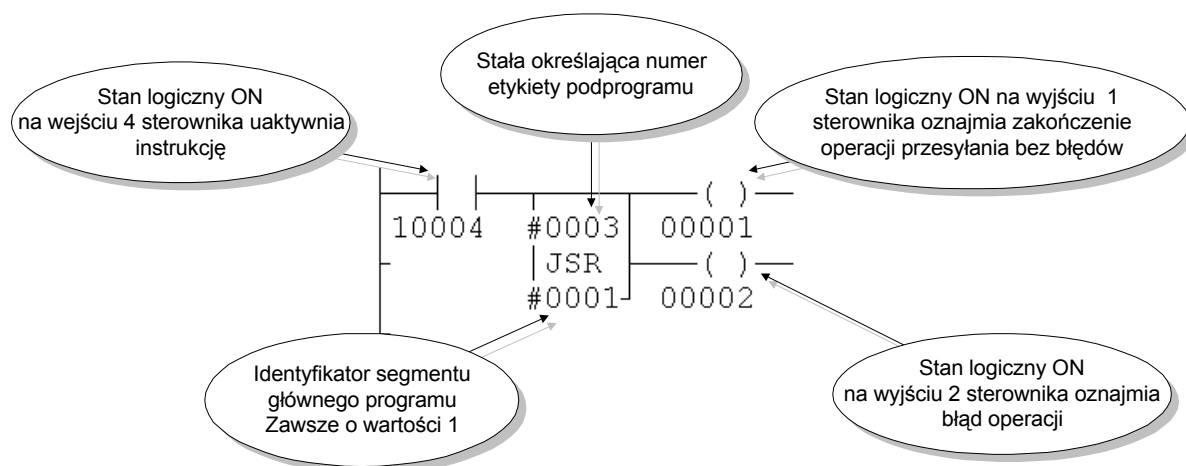 Stała określająca numer
etykiety podprogramu
Stan logiczny ON
na wejściu 4 sterownika uaktywnia
instrukcję
Stan logiczny ON na wyjściu 1
sterownika oznajmia zakończenie
operacji przesyłania bez błędów
( )
10004 #0003 00001
JSR ( )
#0001 00002
Identyfikator segmentu
głównego programu
Zawsze o wartości 1
Stan logiczny ON
na wyjściu 2 sterownika oznajmia
błąd operacji